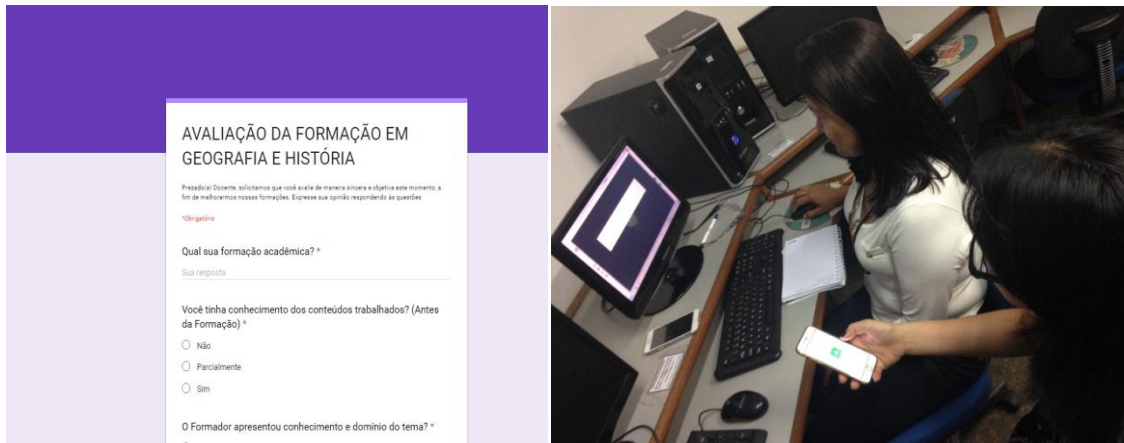 AVALIAÇÃO DA FORMAÇÃO EM
GEOGRAFIA E HISTÓRIA
Prezado(a) Docente, solicitamos que você avalie de maneira sincera e objetiva este momento, a
fim de melhorarmos nossas formações. Expresse sua opinião respondendo às questões
*Obrigatório
Qual sua formação acadêmica? *
Sua resposta
Você tinha conhecimento dos conteúdos trabalhados? (Antes
da Formação) *
Não
Parcialmente
Sim
O Formador apresentou conhecimento e domínio do tema? *